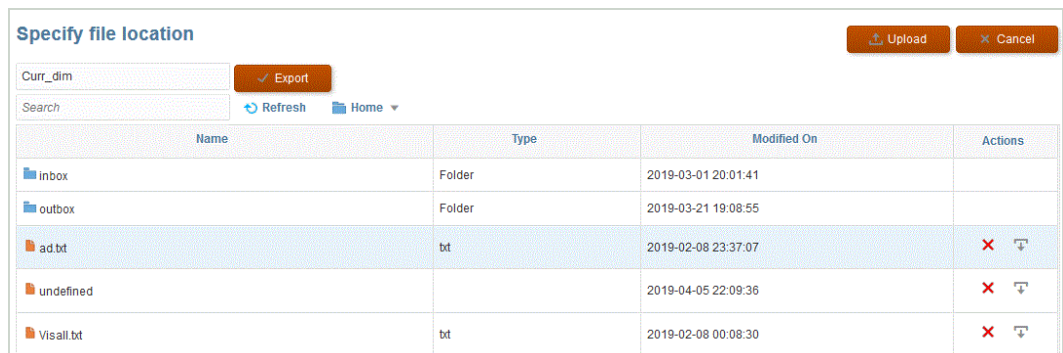 Specify file location
Upload
Cancel
Curr_dim
Export
Search
Refresh
Home
Name Type Modified On Actions
inbox Folder 2019-03-01 20:01:41
outbox Folder 2019-03-21 19:08:55
ad.txt txt 2019-02-08 23:37:07
undefined 2019-04-05 22:09:36
Visall.txt txt 2019-02-08 00:08:30